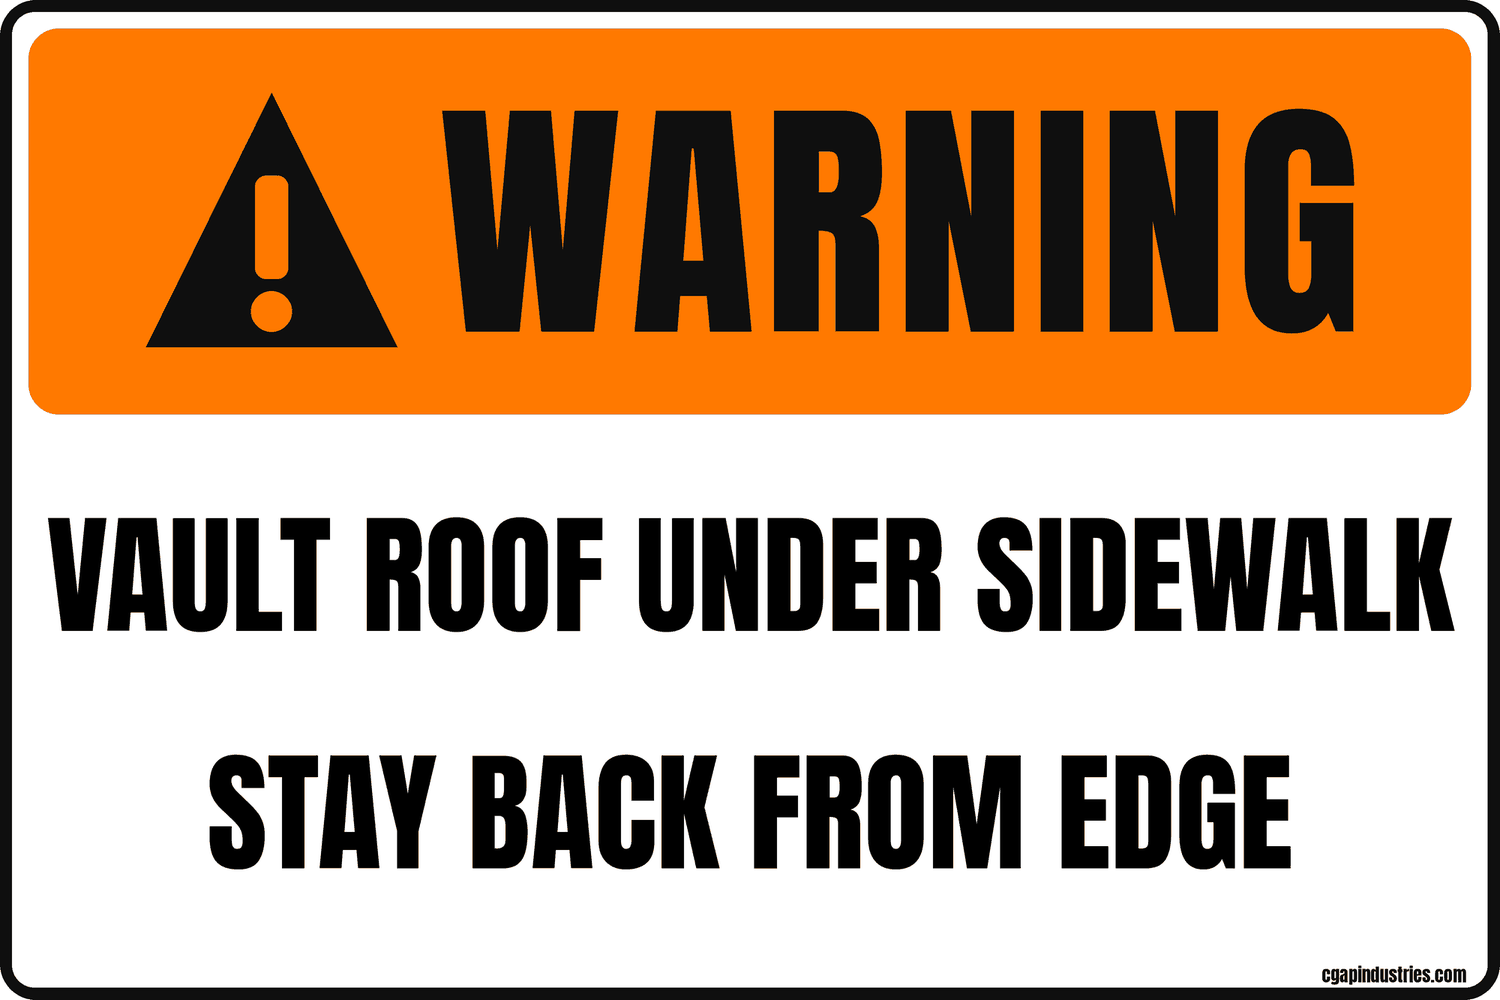 WARNING
VAULT ROOF UNDER SIDEWALK
STAY BACK FROM EDGE
cgapindustries.com